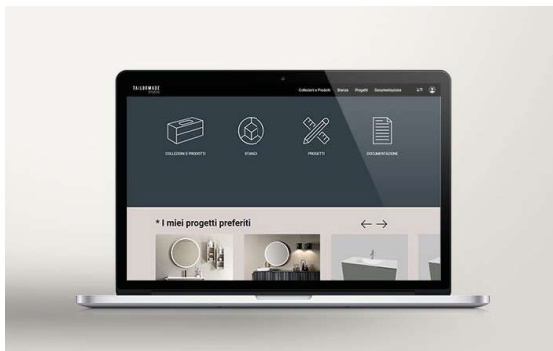 TAILORMADE
Collezioni e Prodotti Stanze Progetti Documentazione
COLLEZIONI E PRODOTTI STANZE PROGETTI DOCUMENTAZIONE
* I miei progetti preferiti